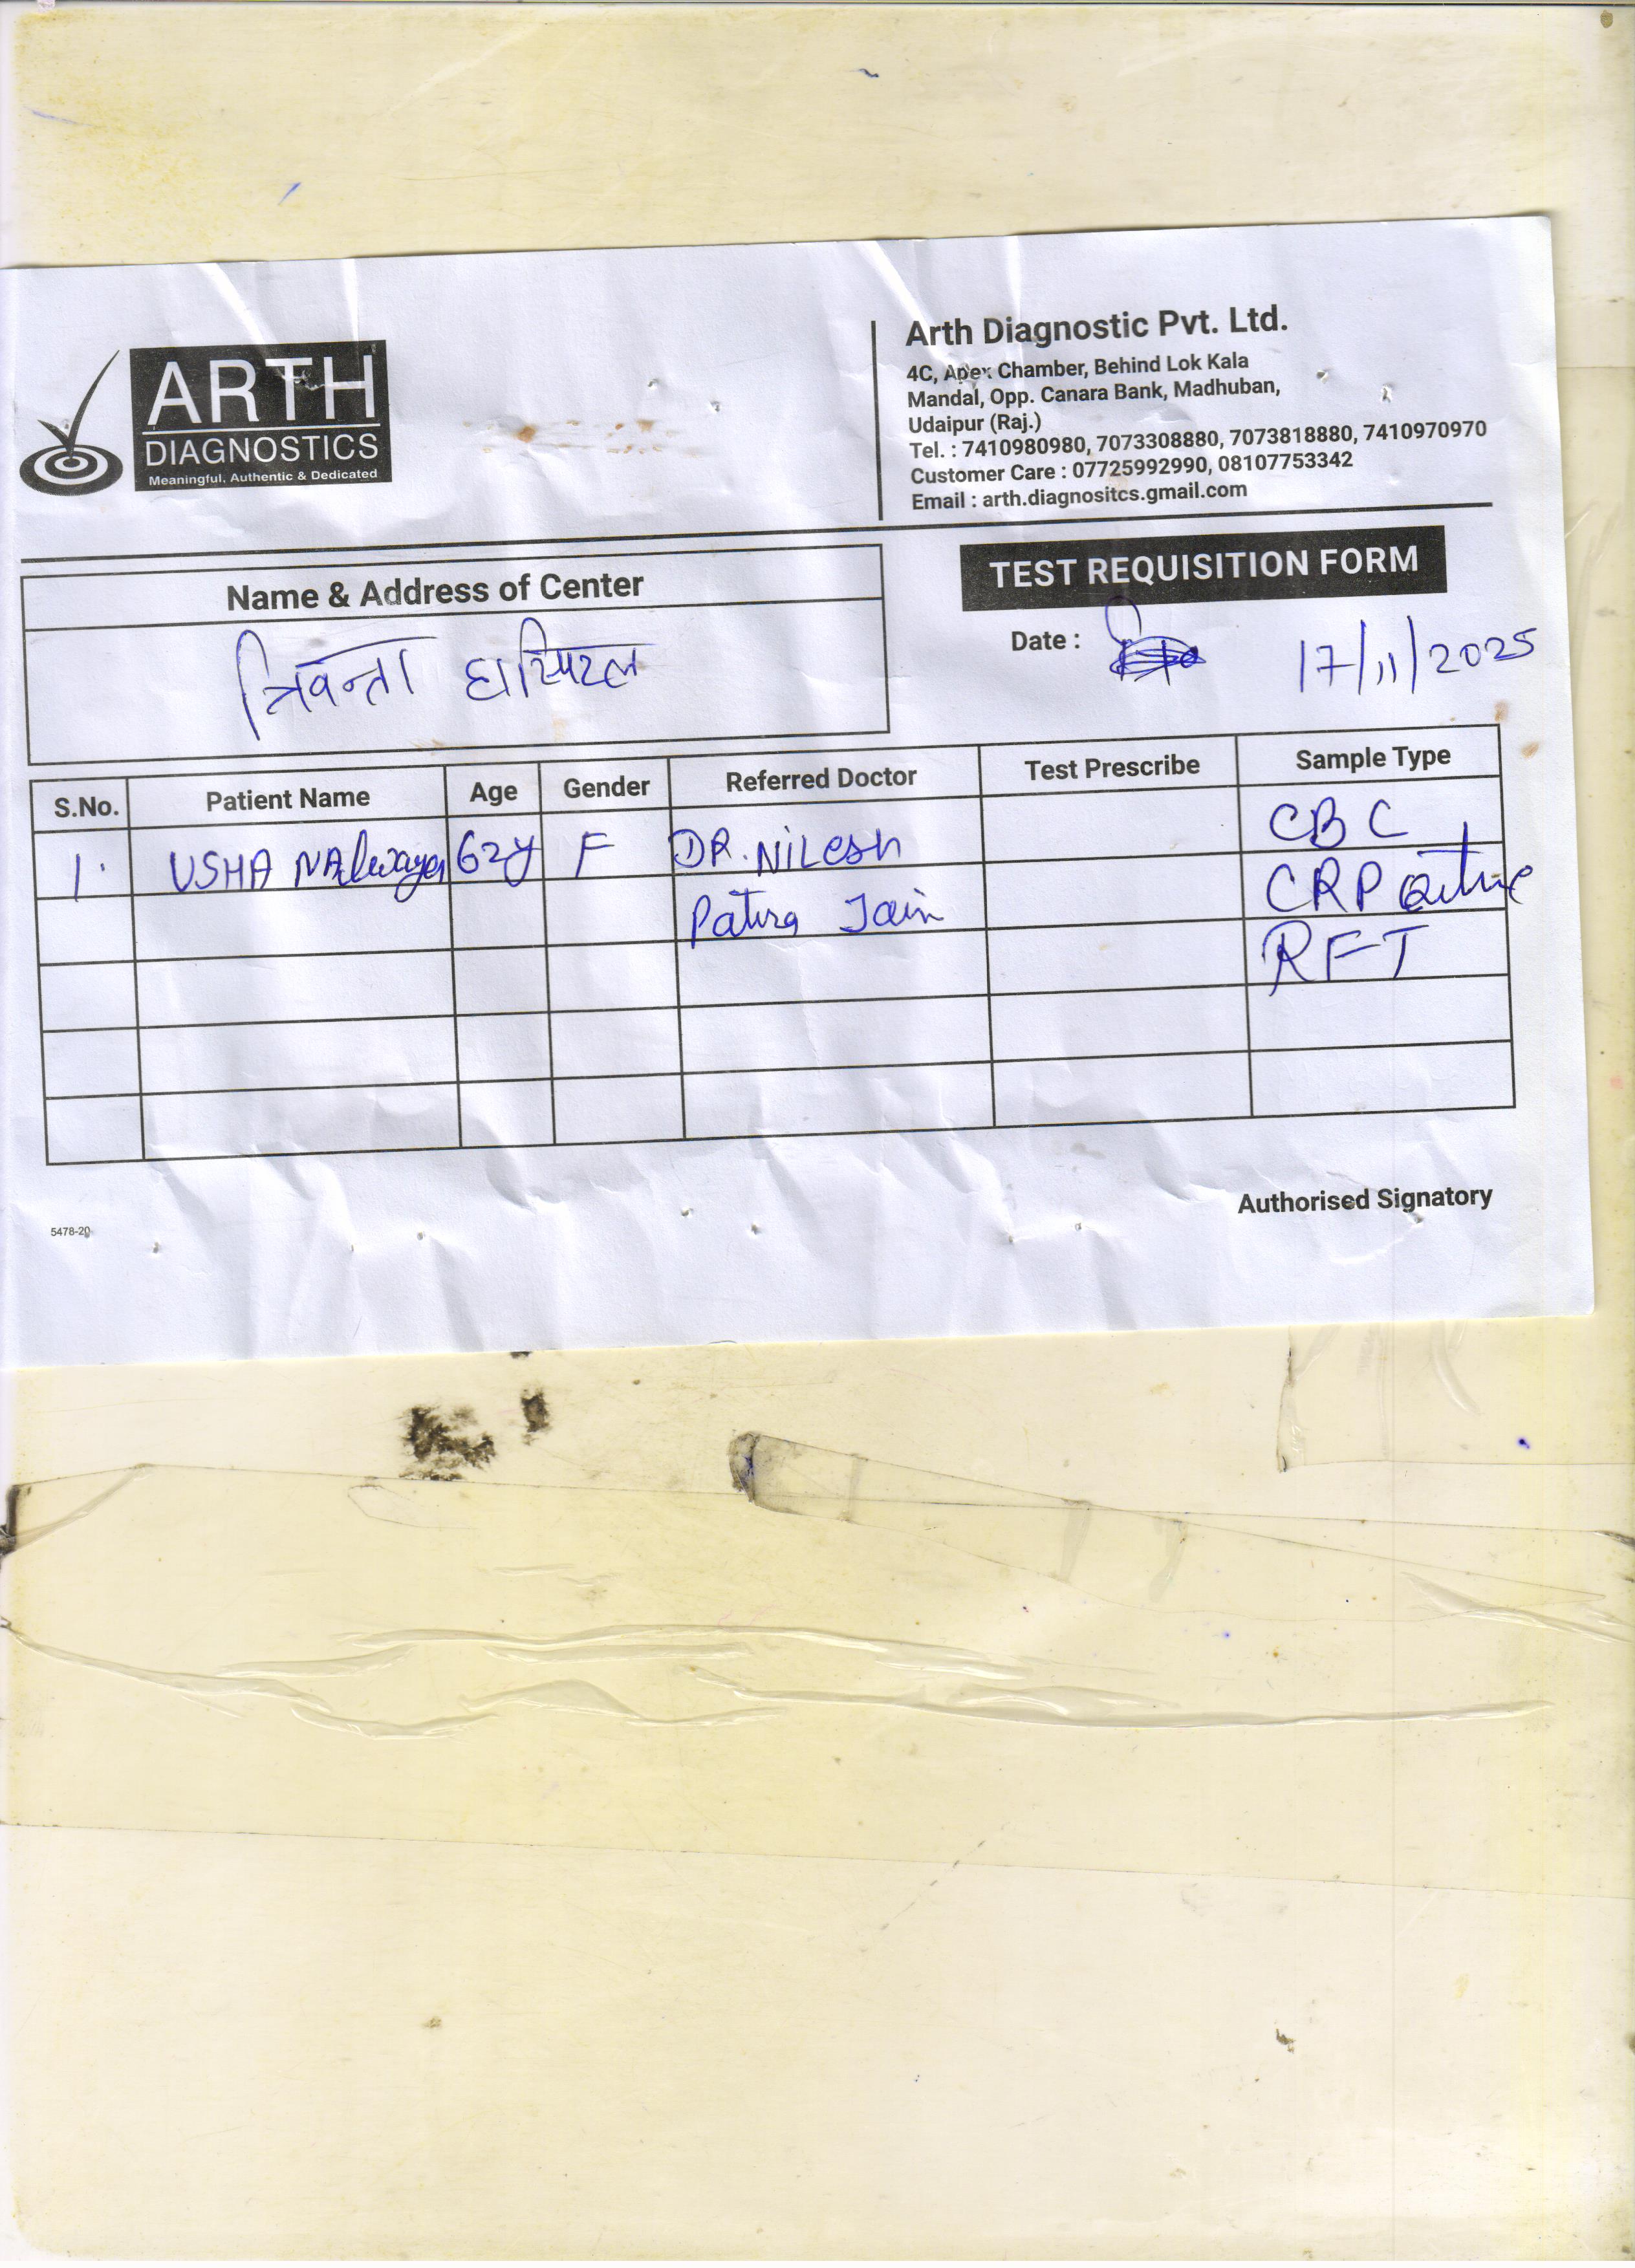 ARTH
DIAGNOSTICS
Meaningful, Authentic & Dedicated
Arth Diagnostic Pvt. Ltd.
4C, Apex Chamber, Behind Lok Kala
Mandal, Opp. Canara Bank, Madhuban,
Udaipur (Raj.)
Tel. : 7410980980, 7073308880, 7073818880, 7410970970
Customer Care : 07725992990, 08107753342
Email : arth.diagnositcs.gmail.com
Name & Address of Center
त्रिवन्ता हास्पिटल
TEST REQUISITION FORM
Date : 17/11/2025
S.No. Patient Name Age Gender Referred Doctor Test Prescribe Sample Type
1. USHA NAlwaya 62y F DR. NiLesh CBC
Jain CRP
RFT
Authorised Signatory
5478-20